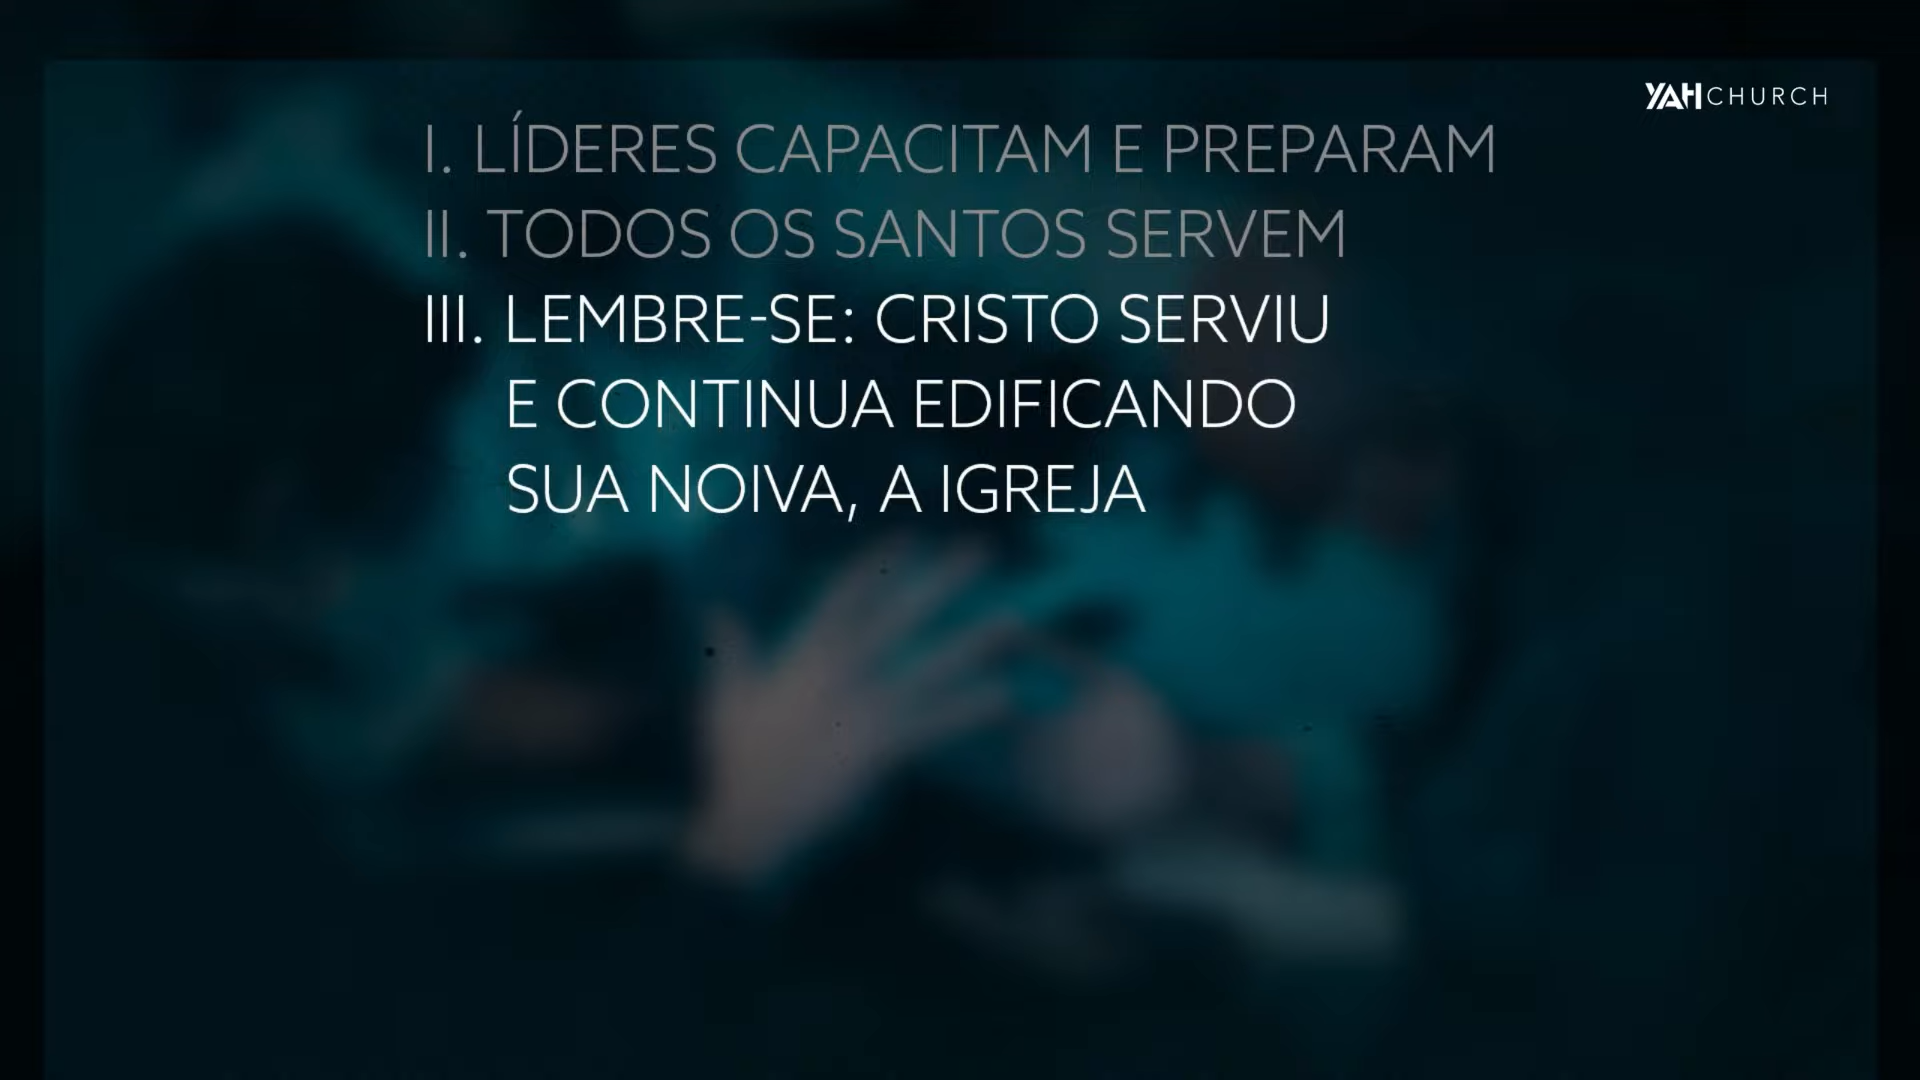 YAH CHURCH
I. LÍDERES CAPACITAM E PREPARAM
II. TODOS OS SANTOS SERVEM
III. LEMBRE-SE: CRISTO SERVIU
E CONTINUA EDIFICANDO
SUA NOIVA, A IGREJA